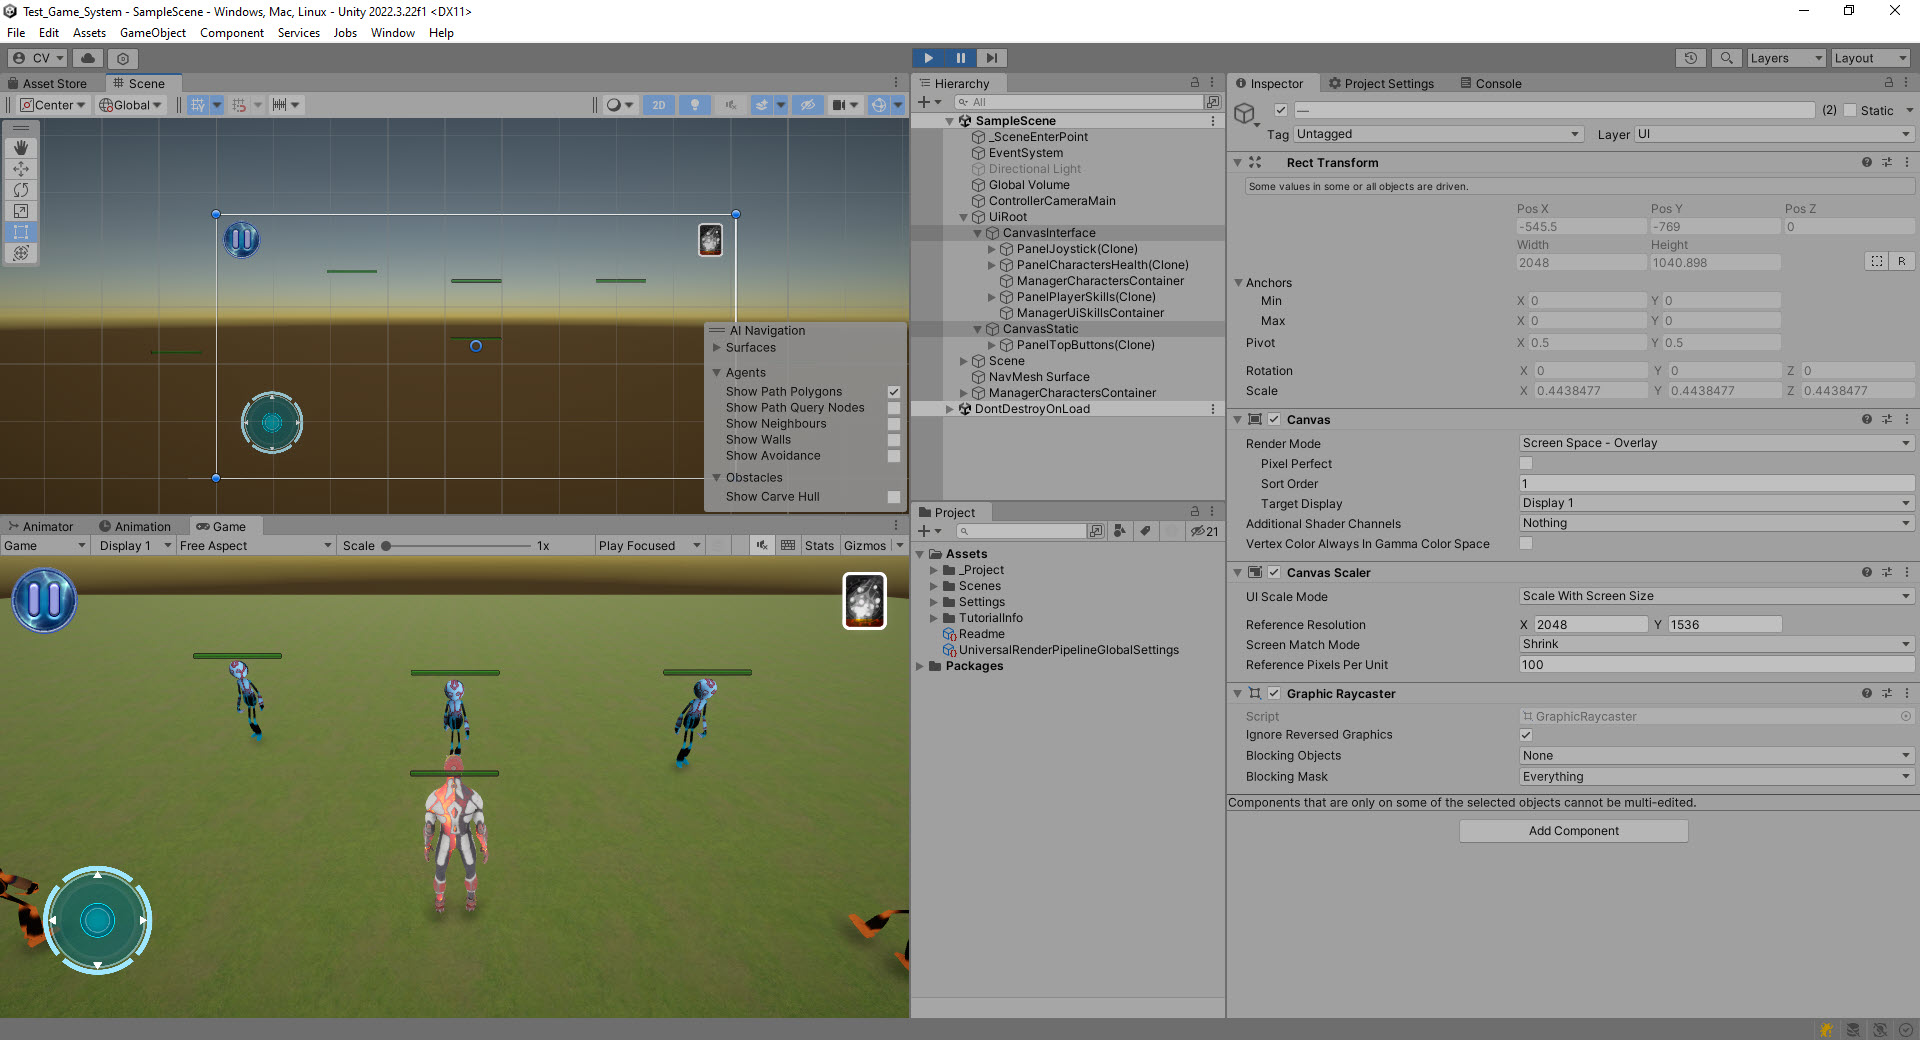 Test_Game_System - SampleScene - Windows, Mac, Linux - Unity 2022.3.22f1 <DX11>
File Edit Assets GameObject Component Services Jobs Window Help
CV Layers Layout
Asset Store Scene
Center Global 2D
AI Navigation
Surfaces
Agents
Show Path Polygons
Show Path Query Nodes
Show Neighbours
Show Walls
Show Avoidance
Obstacles
Show Carve Hull
Animator Animation Game
Game Display 1 Free Aspect Scale 1x Play Focused Stats Gizmos
Hierarchy
All
SampleScene
_SceneEnterPoint
EventSystem
Directional Light
Global Volume
ControllerCameraMain
UiRoot
CanvasInterface
PanelJoystick(Clone)
PanelCharactersHealth(Clone)
ManagerCharactersContainer
PanelPlayerSkills(Clone)
ManagerUiSkillsContainer
CanvasStatic
PanelTopButtons(Clone)
Scene
NavMesh Surface
ManagerCharactersContainer
DontDestroyOnLoad
Project
21
Assets
_Project
Scenes
Settings
TutorialInfo
Readme
UniversalRenderPipelineGlobalSettings
Packages
Inspector Project Settings Console
— (2) Static
Tag Untagged Layer UI
Rect Transform
Some values in some or all objects are driven.
Pos X Pos Y Pos Z
-545.5 -769 0
Width Height
2048 1040.898 R
Anchors
Min X 0 Y 0
Max X 0 Y 0
Pivot X 0.5 Y 0.5
Rotation X 0 Y 0 Z 0
Scale X 0.4438477 Y 0.4438477 Z 0.4438477
Canvas
Render Mode Screen Space - Overlay
Pixel Perfect
Sort Order 1
Target Display Display 1
Additional Shader Channels Nothing
Vertex Color Always In Gamma Color Space
Canvas Scaler
UI Scale Mode Scale With Screen Size
Reference Resolution X 2048 Y 1536
Screen Match Mode Shrink
Reference Pixels Per Unit 100
Graphic Raycaster
Script GraphicRaycaster
Ignore Reversed Graphics
Blocking Objects None
Blocking Mask Everything
Components that are only on some of the selected objects cannot be multi-edited.
Add Component